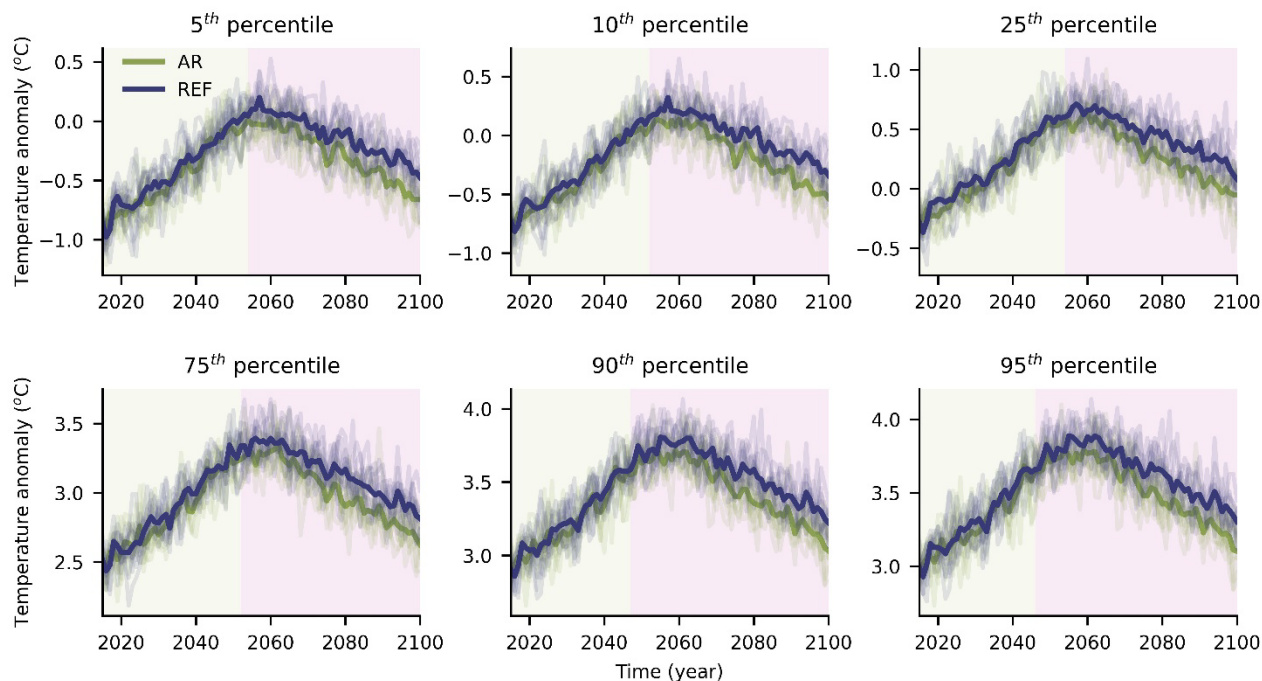 5th percentile
10th percentile
25th percentile
Temperature anomaly (oC)
0.5
0.0
−0.5
−1.0
AR
REF
2020 2040 2060 2080 2100
0.5
0.0
−0.5
−1.0
2020 2040 2060 2080 2100
1.0
0.5
0.0
−0.5
2020 2040 2060 2080 2100
75th percentile
90th percentile
95th percentile
Temperature anomaly (oC)
3.5
3.0
2.5
2020 2040 2060 2080 2100
4.0
3.5
3.0
2020 2040 2060 2080 2100
4.0
3.5
3.0
2020 2040 2060 2080 2100
Time (year)